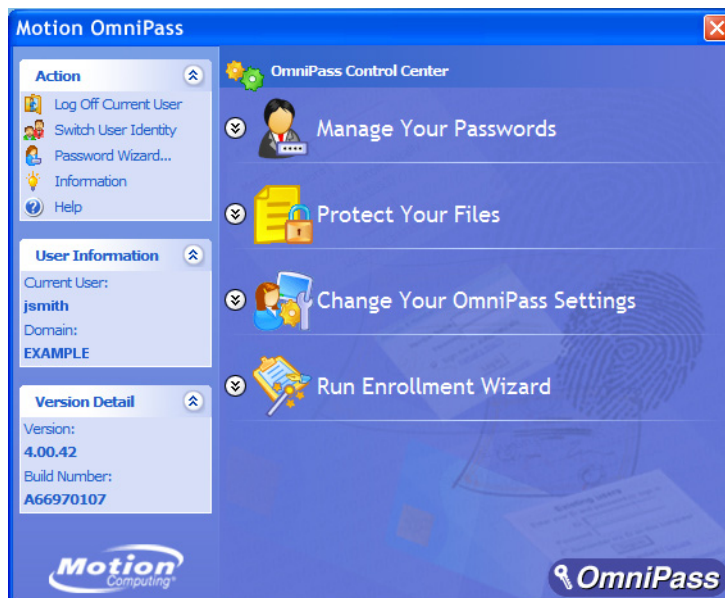 Motion OmniPass
Action
Log Off Current User
Switch User Identity
Password Wizard...
Information
Help
User Information
Current User:
jsmith
Domain:
EXAMPLE
Version Detail
Version:
4.00.42
Build Number:
A66970107
Motion
Computing
OmniPass Control Center
Manage Your Passwords
Protect Your Files
Change Your OmniPass Settings
Run Enrollment Wizard
OmniPass